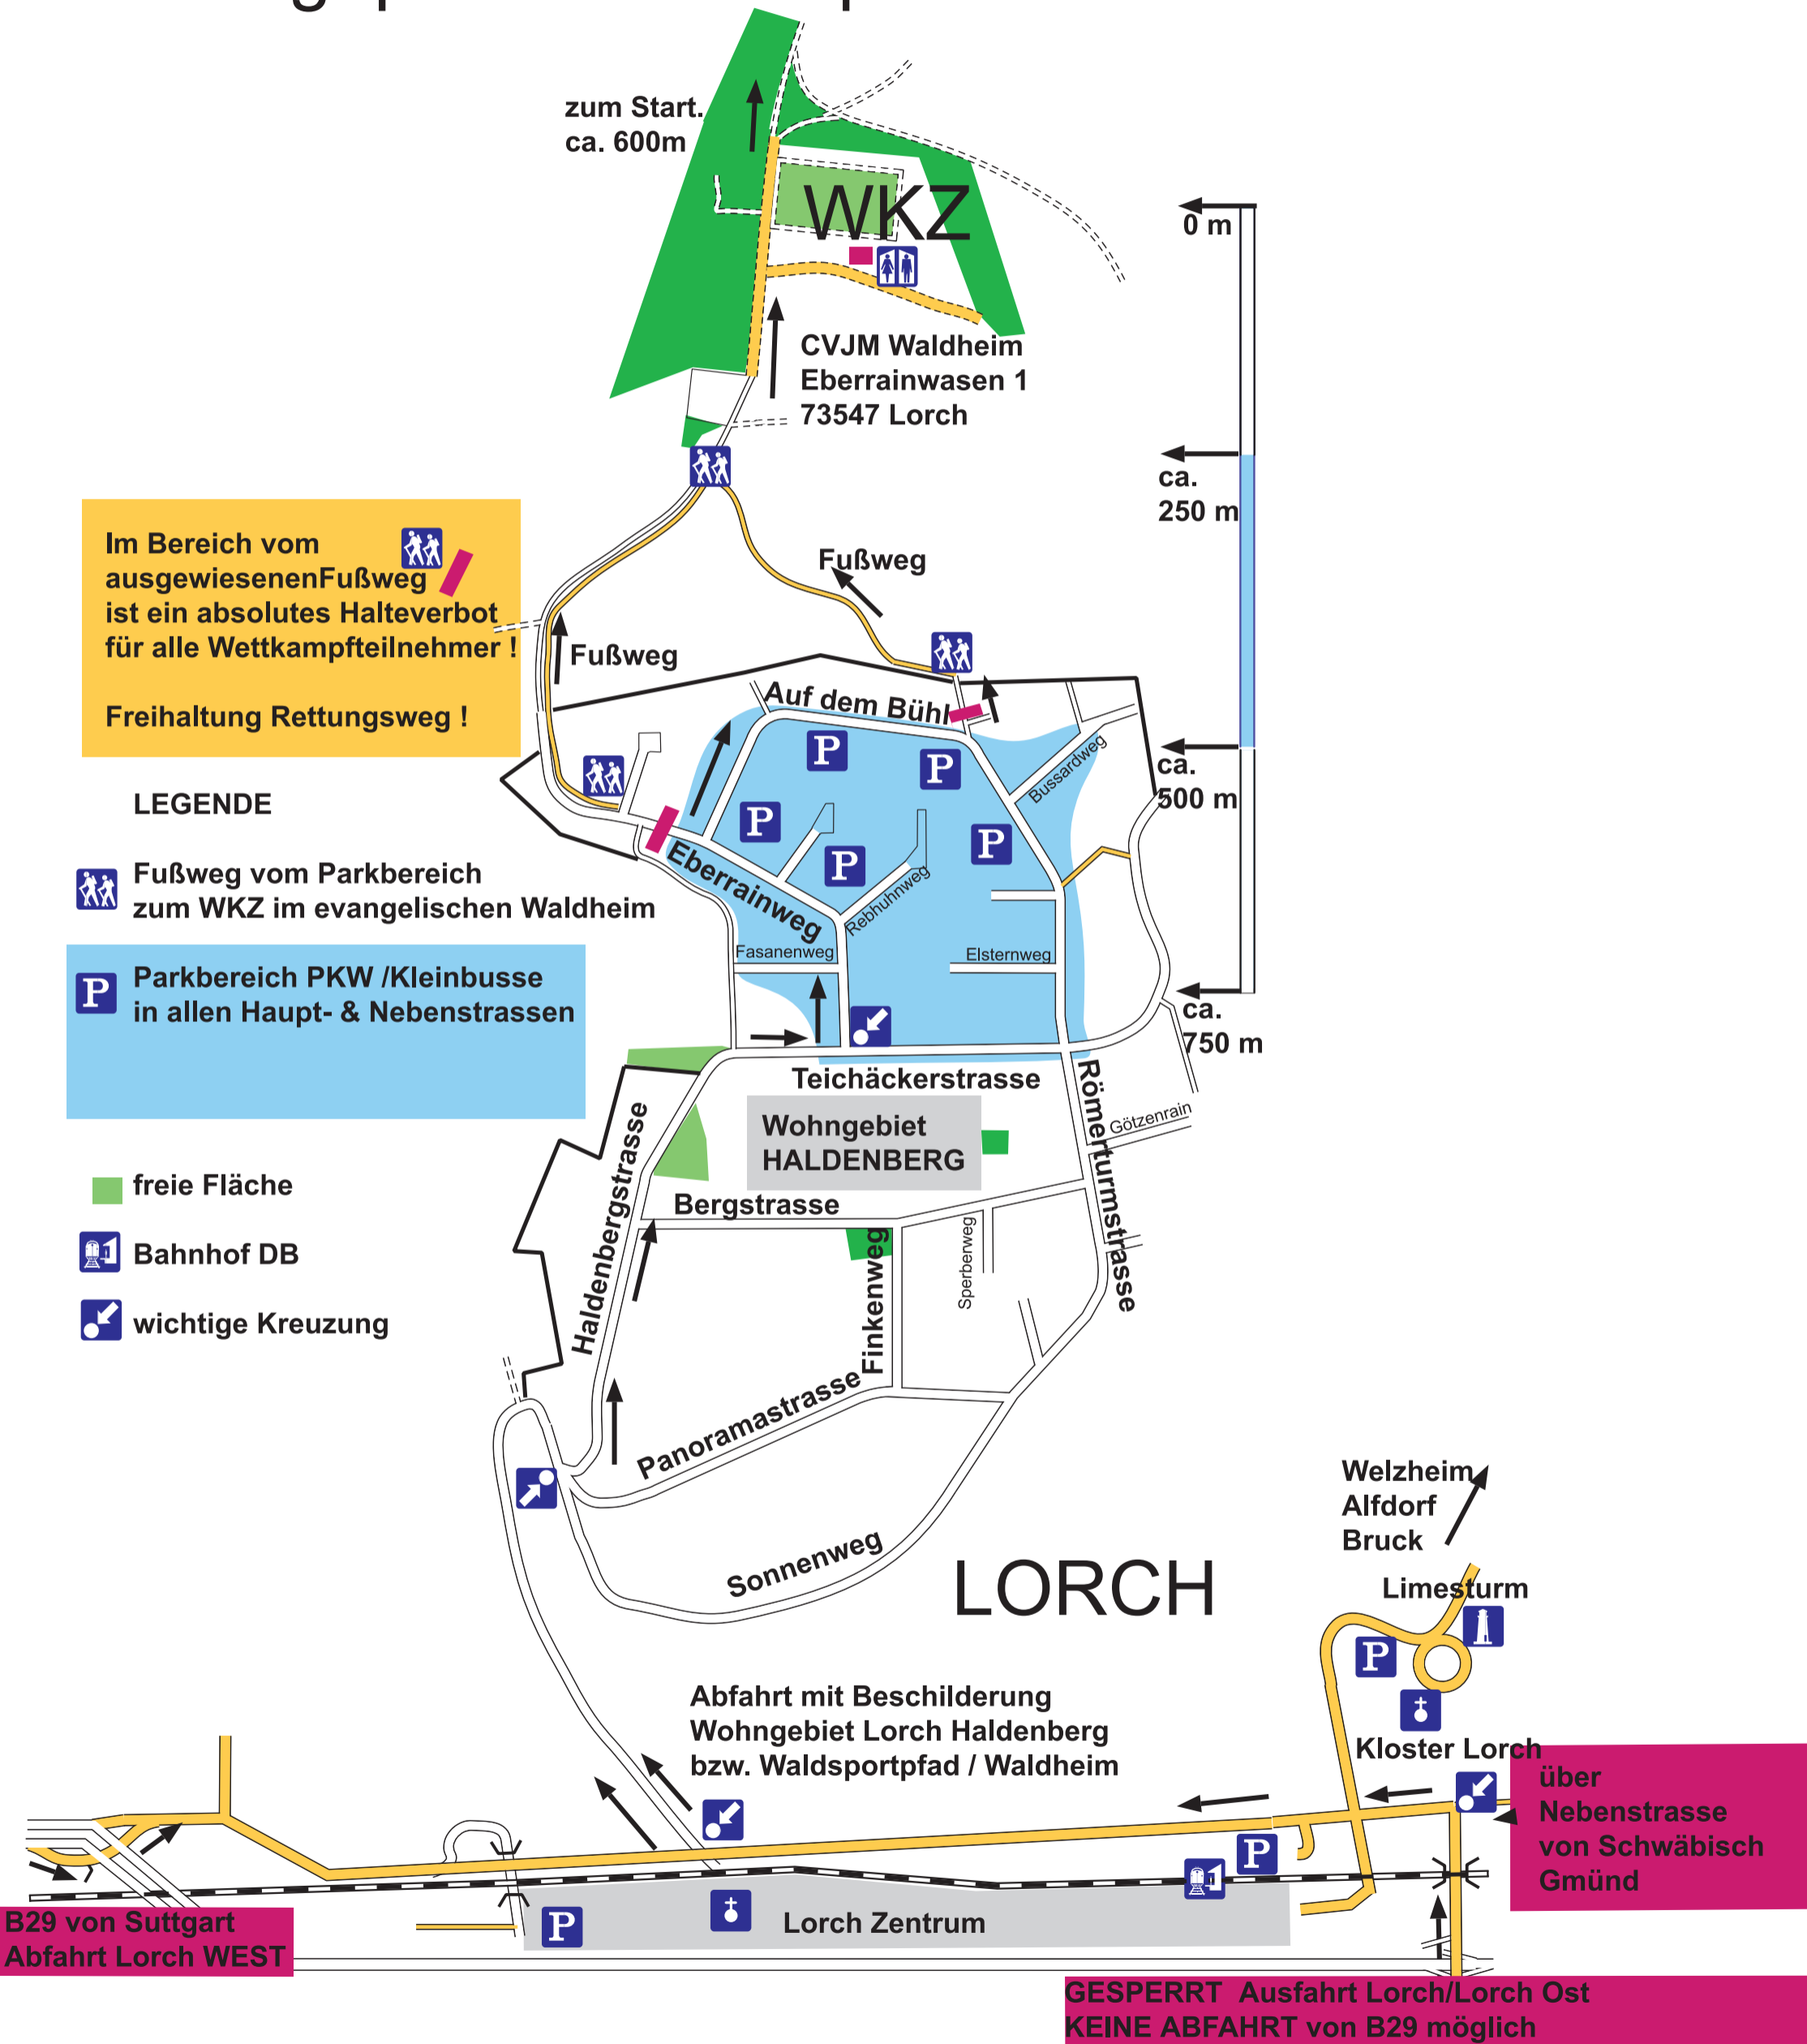 zum Start.
ca. 600m
WKZ
0 m
CVJM Waldheim
Eberrainwasen 1
73547 Lorch
ca.
250 m
Im Bereich vom
ausgewiesenenFußweg
ist ein absolutes Halteverbot
für alle Wettkampfteilnehmer !
Freihaltung Rettungsweg !
Fußweg
Fußweg
Auf dem Bühl
P
P
P
P
P
Bussardweg
ca.
500 m
LEGENDE
Fußweg vom Parkbereich
zum WKZ im evangelischen Waldheim
Eberrainweg
Rebhuhnweg
Fasanenweg
Elsternweg
P
Parkbereich PKW /Kleinbusse
in allen Haupt- & Nebenstrassen
ca.
750 m
Teichäckerstrasse
Römerturmstrasse
Götzenrain
Wohngebiet
HALDENBERG
freie Fläche
Haldenbergstrasse
Bergstrasse
Bahnhof DB
Finkenweg
Sperberweg
wichtige Kreuzung
Panoramastrasse
Sonnenweg
LORCH
Welzheim
Alfdorf
Bruck
Limesturm
P
Abfahrt mit Beschilderung
Wohngebiet Lorch Haldenberg
bzw. Waldsportpfad / Waldheim
Kloster Lorch
über
Nebenstrasse
von Schwäbisch
Gmünd
P
P
Lorch Zentrum
B29 von Suttgart
Abfahrt Lorch WEST
GESPERRT Ausfahrt Lorch/Lorch Ost
KEINE ABFAHRT von B29 möglich